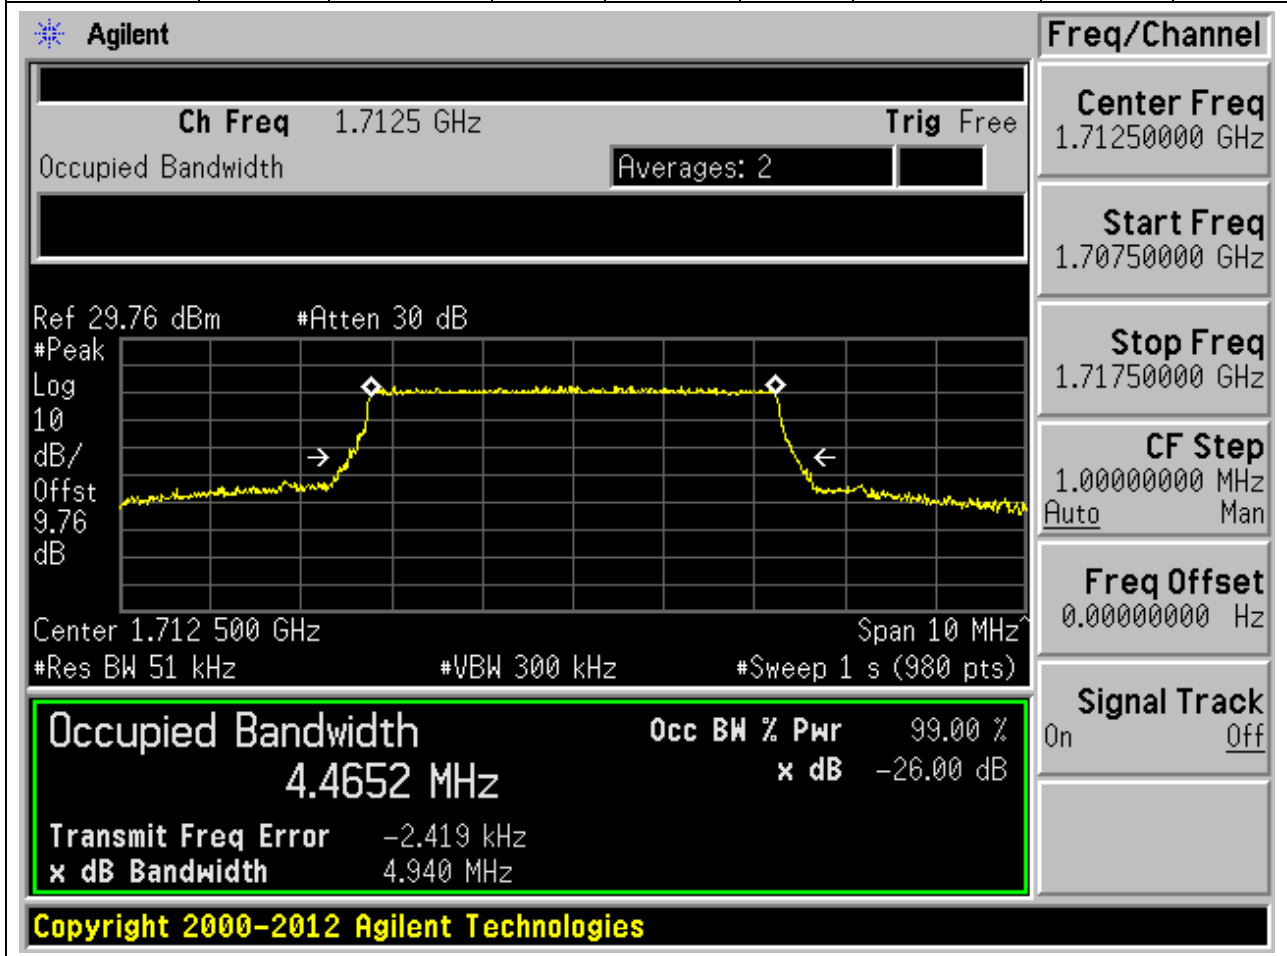 Agilent
Freq/Channel
Ch Freq 1.7125 GHz Trig Free
Occupied Bandwidth Averages: 2
Center Freq
1.71250000 GHz
Start Freq
1.70750000 GHz
Stop Freq
1.71750000 GHz
CF Step
1.00000000 MHz
Auto Man
Freq Offset
0.00000000 Hz
Signal Track
On Off
Ref 29.76 dBm #Atten 30 dB
#Peak
Log
10
dB/
Offst
9.76
dB
Center 1.712 500 GHz Span 10 MHz^
#Res BW 51 kHz #VBW 300 kHz #Sweep 1 s (980 pts)
Occupied Bandwidth Occ BW % Pwr 99.00 %
4.4652 MHz x dB -26.00 dB
Transmit Freq Error -2.419 kHz
x dB Bandwidth 4.940 MHz
Copyright 2000-2012 Agilent Technologies